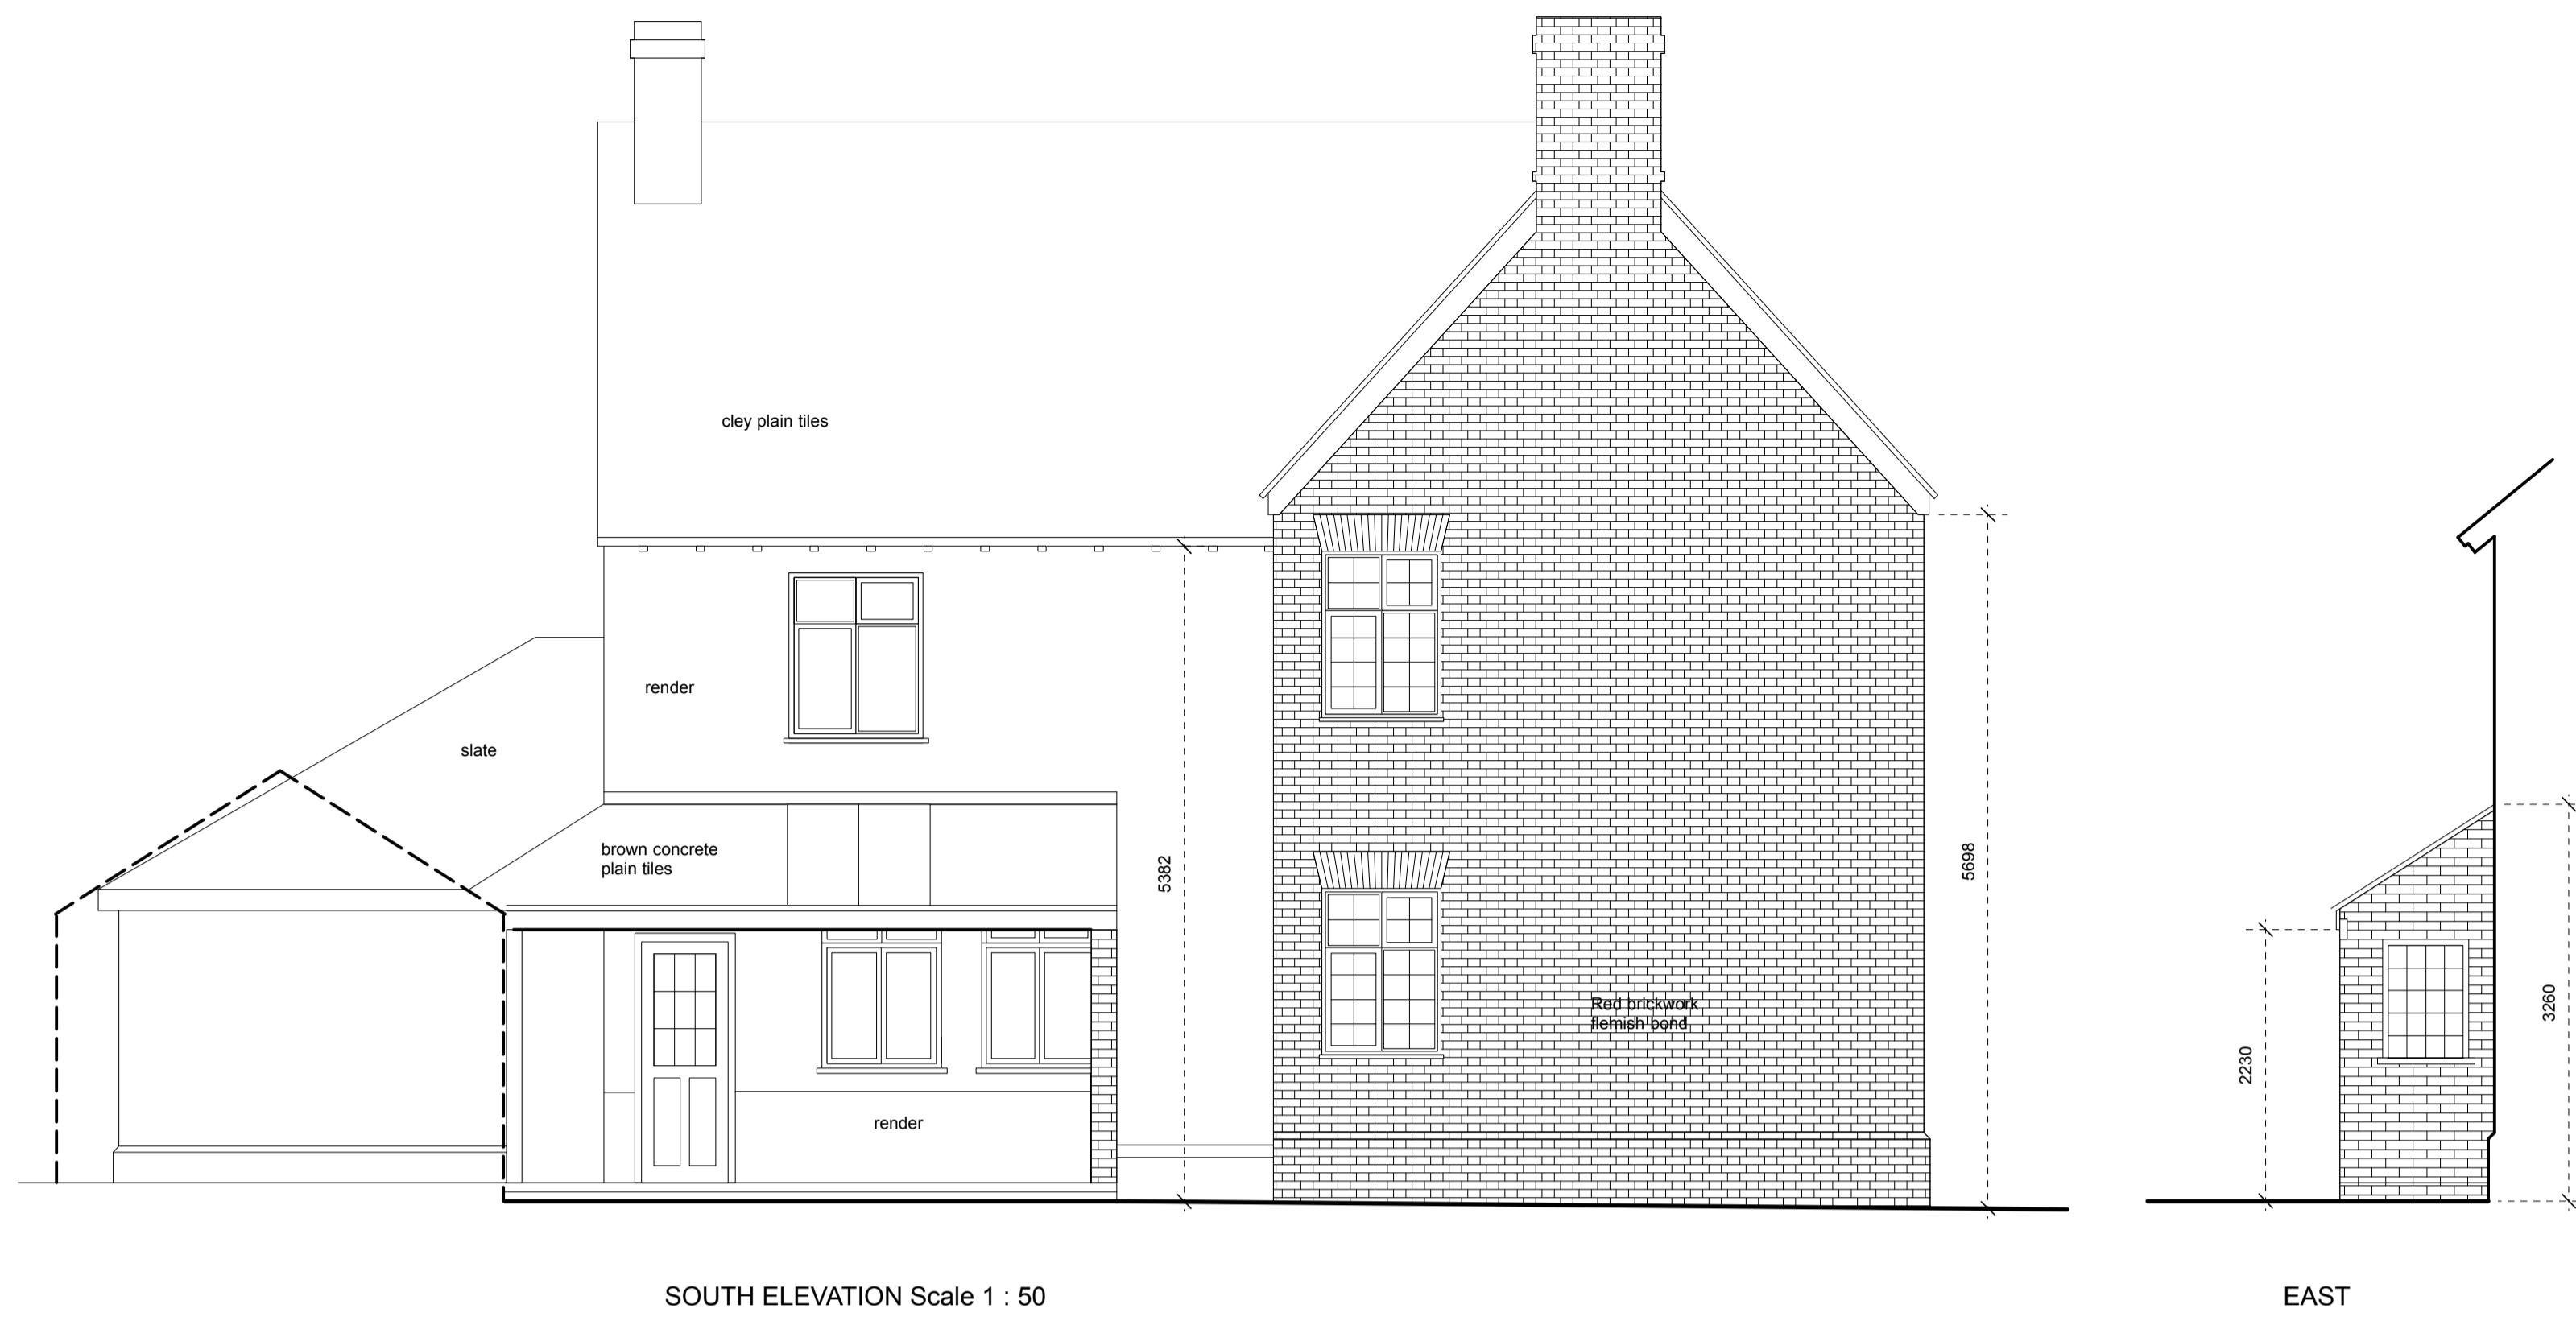 cley plain tiles
render
slate
brown concrete
plain tiles
5382
5698
Red brickwork
flemish bond
render
2230
3260
SOUTH ELEVATION Scale 1 : 50
EAST